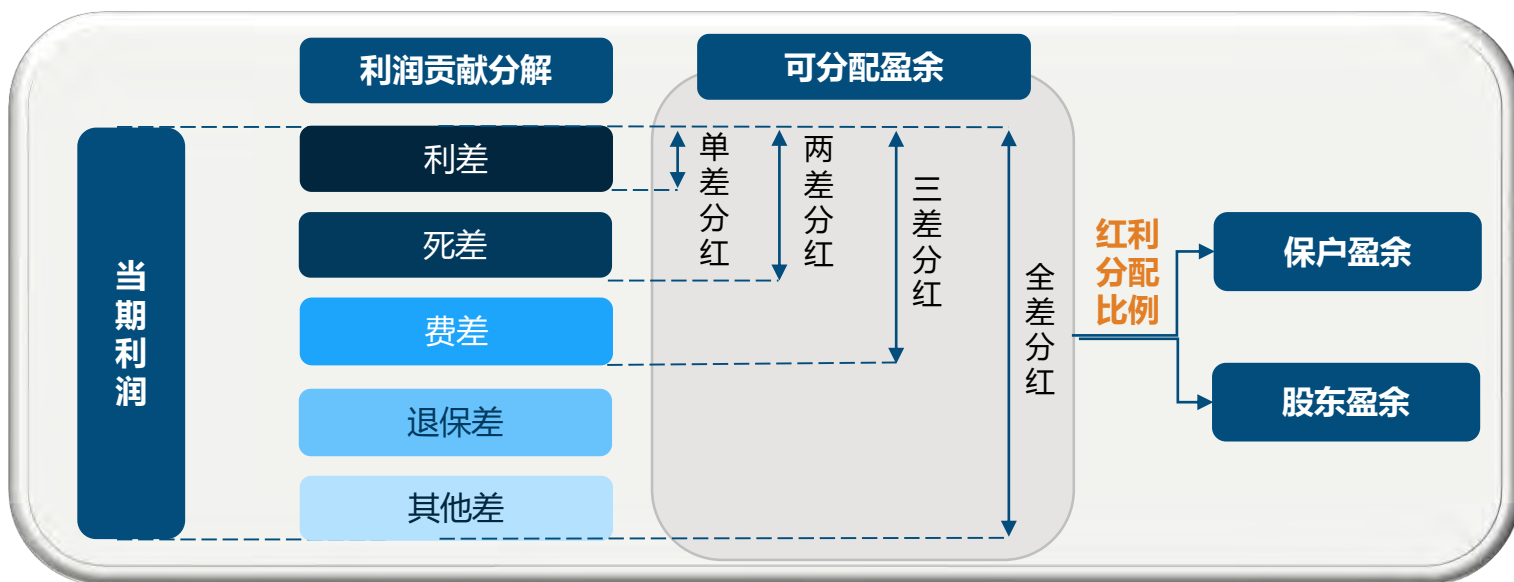 利润贡献分解
可分配盈余
当期利润
利差
死差
费差
退保差
其他差
单差分红
两差分红
三差分红
全差分红
红利
分配
比例
保户盈余
股东盈余